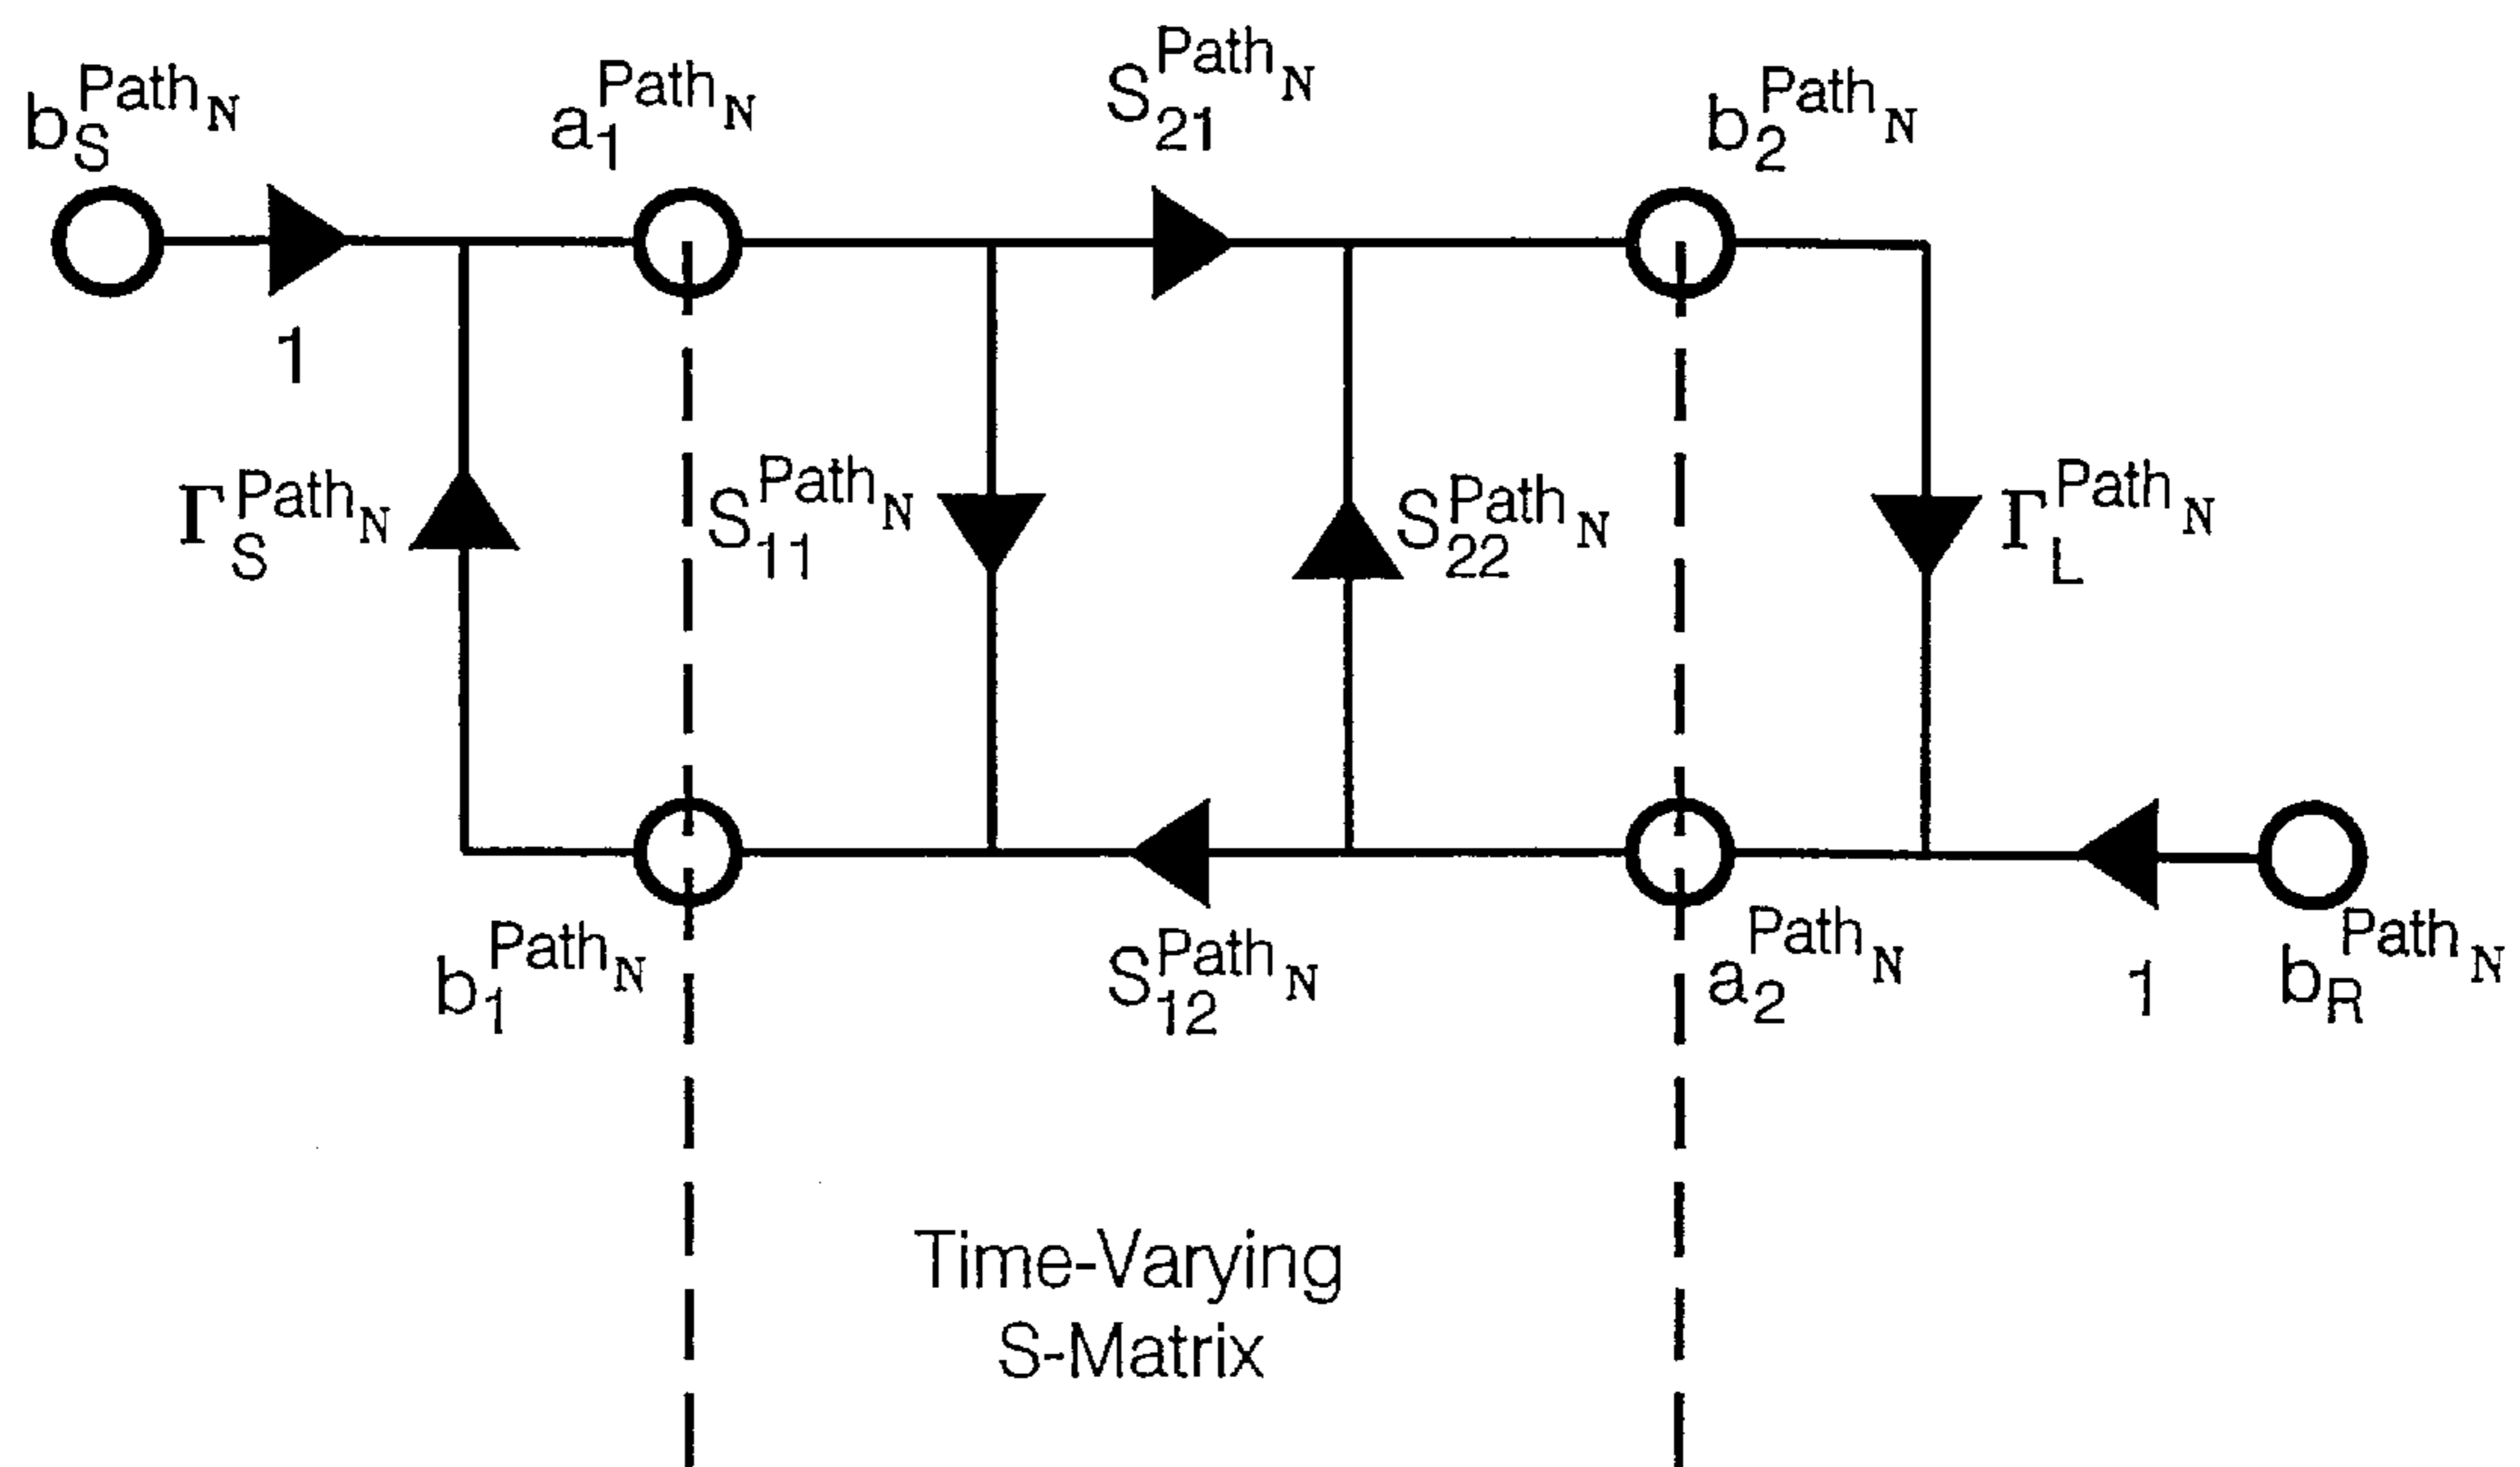 b_S^Path_N
a_1^Path_N
S_21^Path_N
b_2^Path_N
1
Γ_S^Path_N
S_11^Path_N
S_22^Path_N
Γ_L^Path_N
b_1^Path_N
S_12^Path_N
a_2^Path_N
1
b_R^Path_N
Time-Varying
S-Matrix